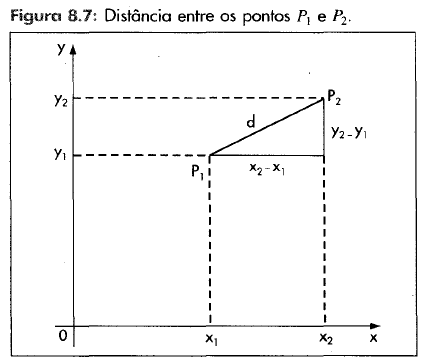 Figura 8.7: Distância entre os pontos P₁ e P₂.
y
y₂
P₂
d
y₂-y₁
y₁
P₁
x₂-x₁
0
x₁
x₂
x